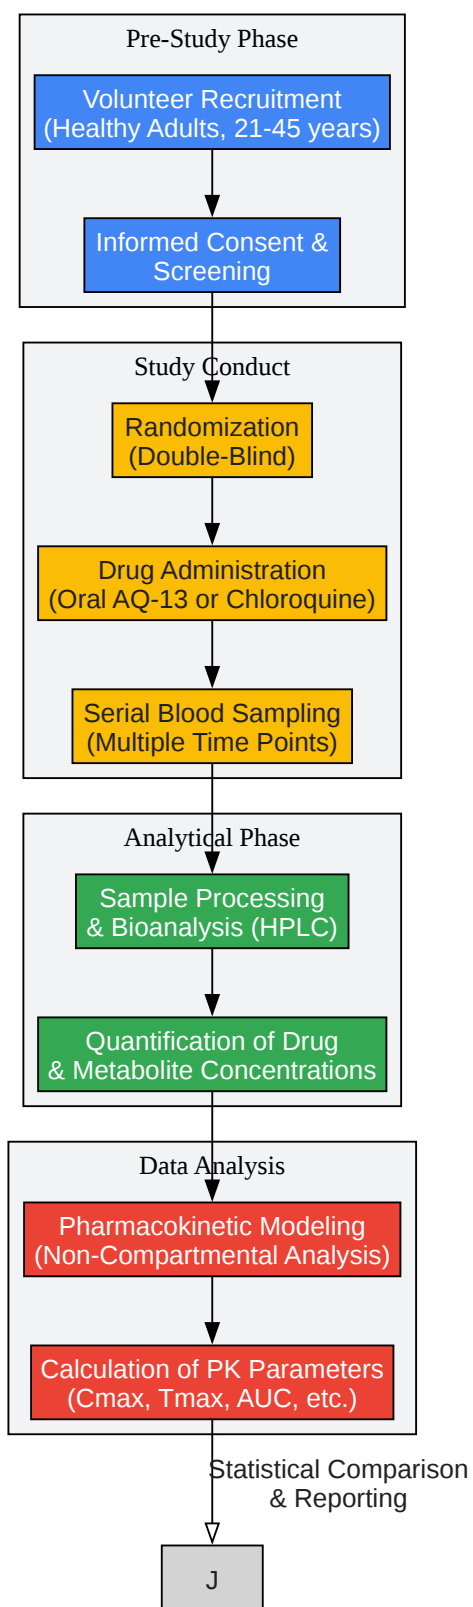 Pre-Study Phase
Volunteer Recruitment
(Healthy Adults, 21-45 years)
Informed Consent &
Screening
Study Conduct
Randomization
(Double-Blind)
Drug Administration
(Oral AQ-13 or Chloroquine)
Serial Blood Sampling
(Multiple Time Points)
Analytical Phase
Sample Processing
& Bioanalysis (HPLC)
Quantification of Drug
& Metabolite Concentrations
Data Analysis
Pharmacokinetic Modeling
(Non-Compartmental Analysis)
Calculation of PK Parameters
(Cmax, Tmax, AUC, etc.)
Statistical Comparison
& Reporting
J